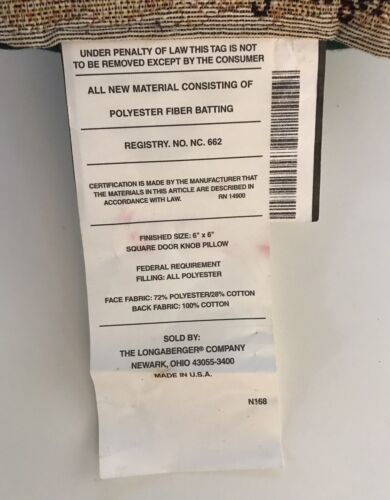 UNDER PENALTY OF LAW THIS TAG IS NOT
TO BE REMOVED EXCEPT BY THE CONSUMER
ALL NEW MATERIAL CONSISTING OF
POLYESTER FIBER BATTING
REGISTRY. NO. NC. 662
CERTIFICATION IS MADE BY THE MANUFACTURER THAT
THE MATERIALS IN THIS ARTICLE ARE DESCRIBED IN
ACCORDANCE WITH LAW. RN 14900
FINISHED SIZE: 6" x 6"
SQUARE DOOR KNOB PILLOW
FEDERAL REQUIREMENT
FILLING: ALL POLYESTER
FACE FABRIC: 72% POLYESTER/28% COTTON
BACK FABRIC: 100% COTTON
SOLD BY:
THE LONGABERGER® COMPANY
NEWARK, OHIO 43055-3400
MADE IN U.S.A.
N168